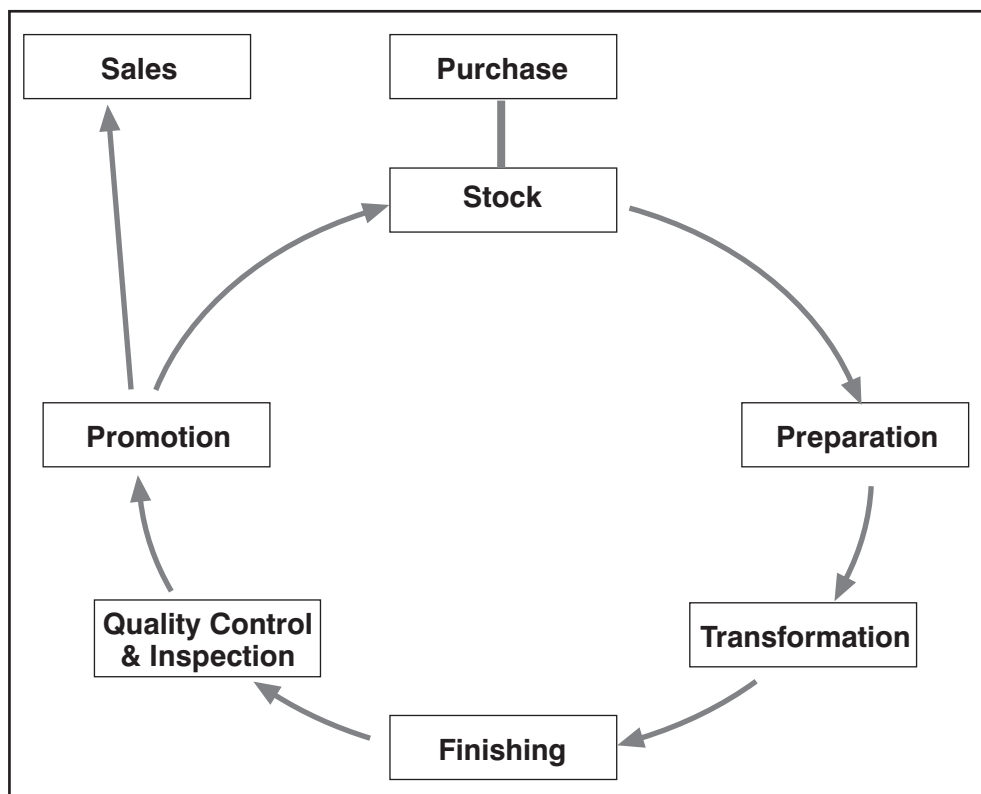 Sales
Purchase
Stock
Promotion
Preparation
Quality Control
& Inspection
Transformation
Finishing